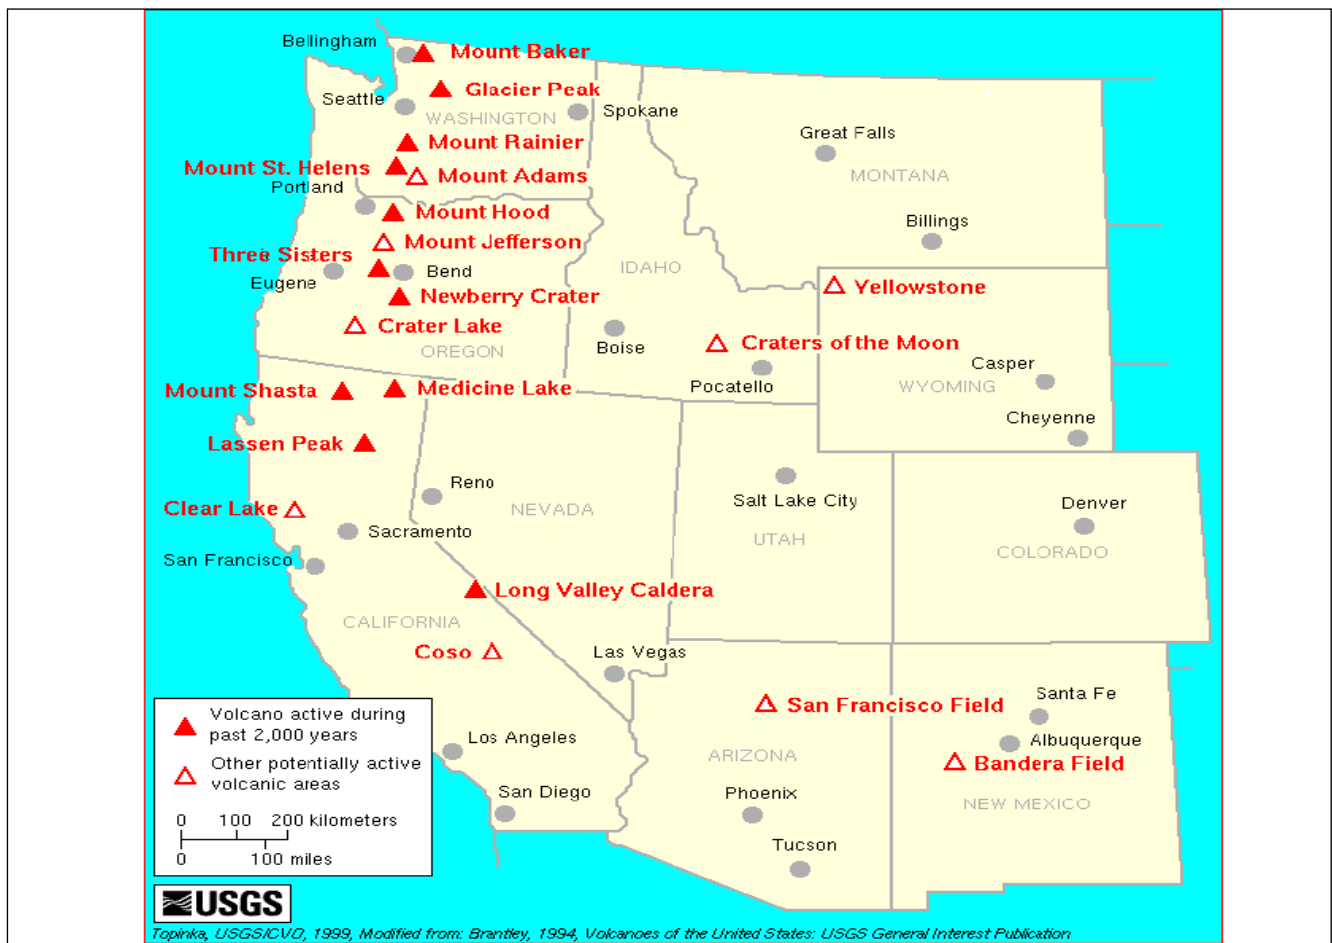 Bellingham
Mount Baker
Glacier Peak
Seattle
WASHINGTON
Spokane
Great Falls
Mount Rainier
Mount St. Helens
Mount Adams
MONTANA
Portland
Mount Hood
Billings
Mount Jefferson
Three Sisters
IDAHO
Bend
Eugene
Yellowstone
Newberry Crater
Crater Lake
OREGON
Boise
Craters of the Moon
Casper
Pocatello
WYOMING
Mount Shasta
Medicine Lake
Cheyenne
Lassen Peak
Reno
Salt Lake City
Denver
Clear Lake
NEVADA
Sacramento
UTAH
COLORADO
San Francisco
Long Valley Caldera
CALIFORNIA
Coso
Las Vegas
Santa Fe
San Francisco Field
Albuquerque
Los Angeles
ARIZONA
Bandera Field
San Diego
Phoenix
NEW MEXICO
Tucson
Volcano active during
past 2,000 years
Other potentially active
volcanic areas
0 100 200 kilometers
0 100 miles
USGS
Topinka, USGS/CVO, 1999, Modified from: Brantley, 1994, Volcanoes of the United States: USGS General Interest Publication